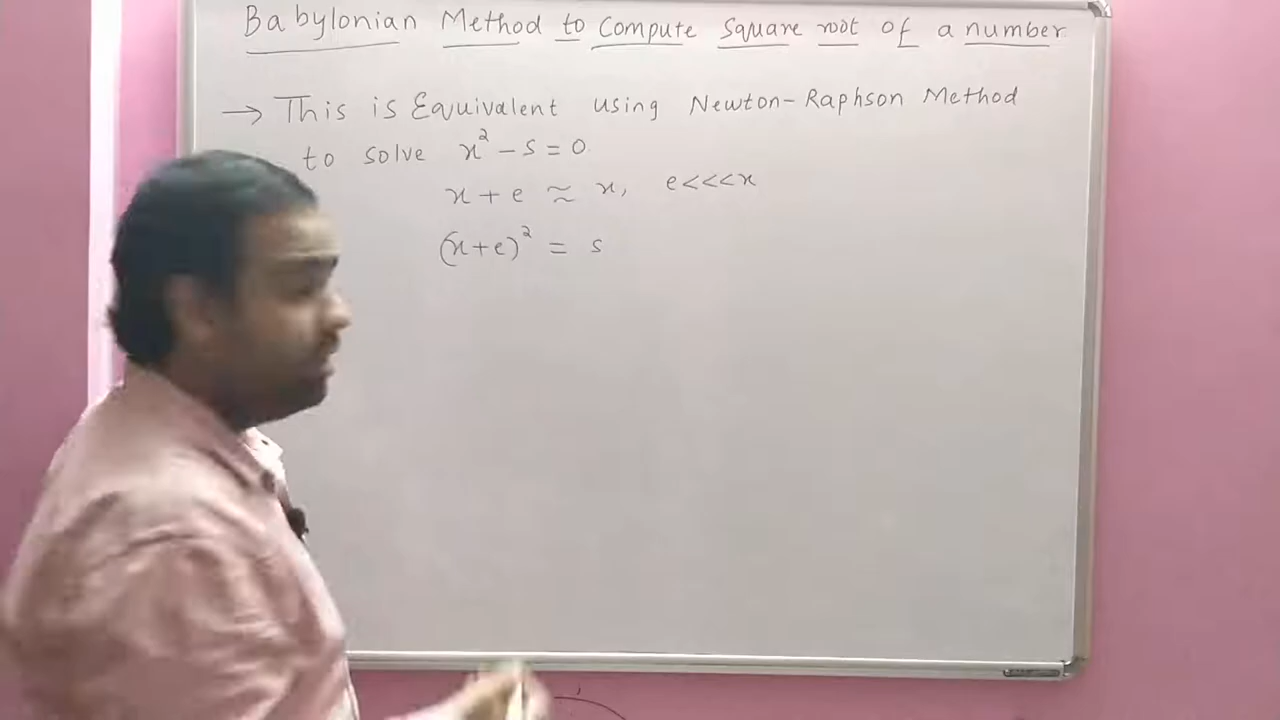 Babylonian Method to Compute Square root of a number
→ This is Equivalent using Newton-Raphson Method
to solve x² - s = 0
x + e ≈ x, e<<<x
(x+e)² = s